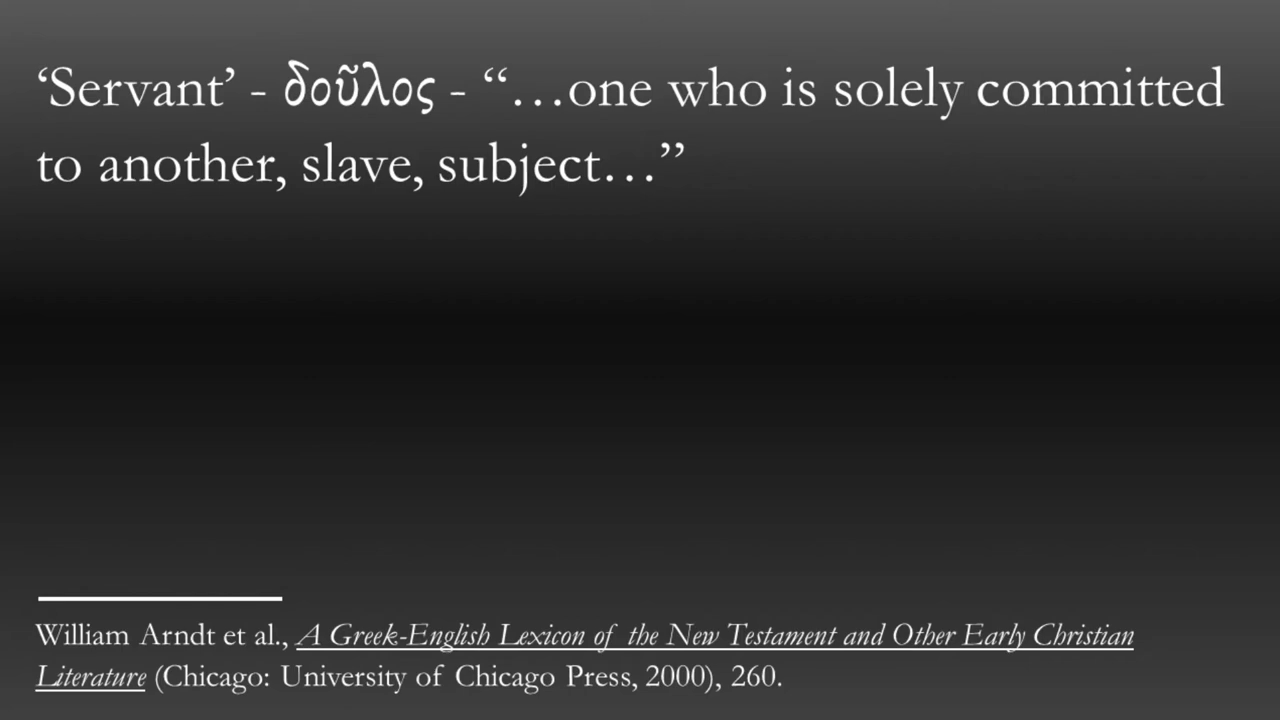 ‘Servant’ - δοῦλος - “…one who is solely committed
to another, slave, subject…”
William Arndt et al., A Greek-English Lexicon of the New Testament and Other Early Christian
Literature (Chicago: University of Chicago Press, 2000), 260.